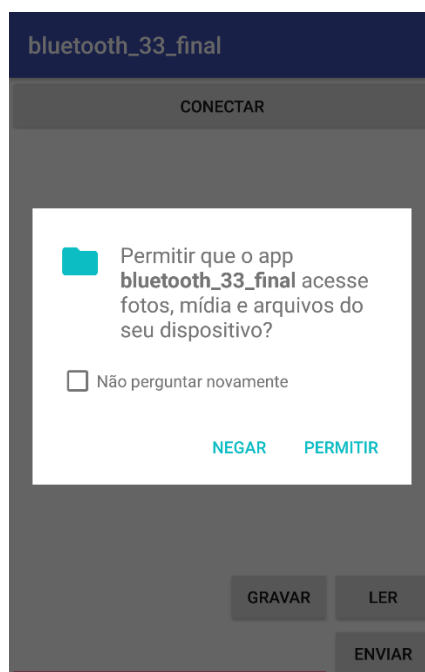 bluetooth_33_final
CONECTAR
Permitir que o app
bluetooth_33_final acesse
fotos, mídia e arquivos do
seu dispositivo?
Não perguntar novamente
NEGAR PERMITIR
GRAVAR LER
ENVIAR